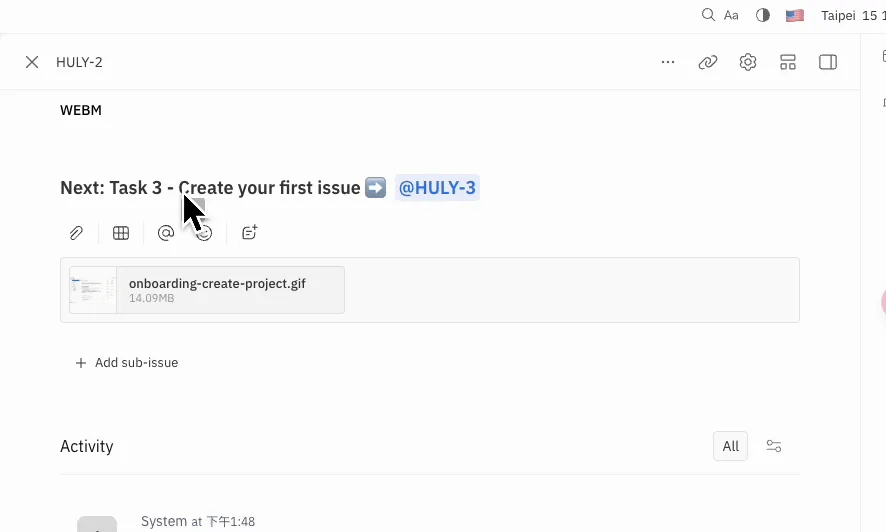 Aa
Taipei 15 1
HULY-2
WEBM
Next: Task 3 - Create your first issue ➡️ @HULY-3
onboarding-create-project.gif
14.09MB
+ Add sub-issue
Activity
All
System at 下午1:48